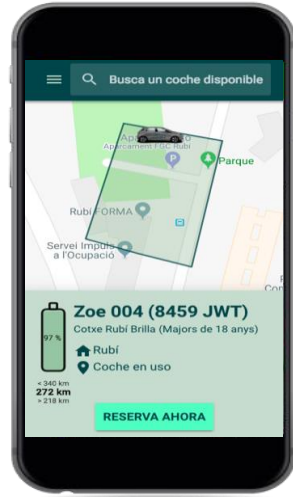 Busca un coche disponible
Aparcament FGC Rubí
P
Parque
Rubí FORMA
Servei Impuls
a l'Ocupació
Zoe 004 (8459 JWT)
Cotxe Rubí Brilla (Majors de 18 anys)
97 %
Rubí
Coche en uso
< 340 km
272 km
> 218 km
RESERVA AHORA